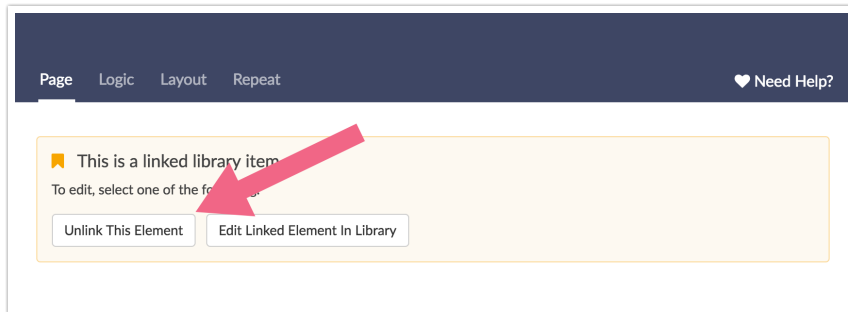 Page Logic Layout Repeat Need Help?
This is a linked library item
To edit, select one of the
Unlink This Element Edit Linked Element In Library